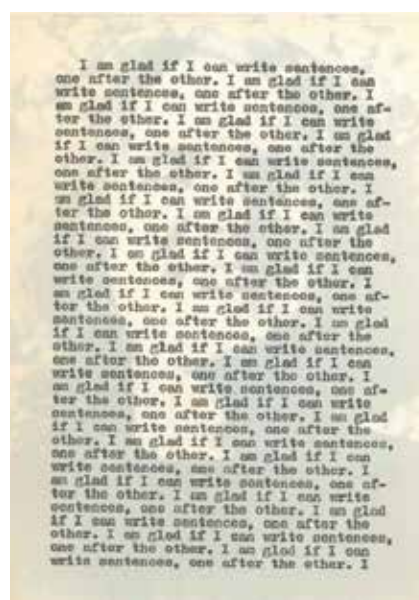 I am glad if I can write sentences,
one after the other. I am glad if I can
write sentences, one after the other. I
am glad if I can write sentences, one af-
ter the other. I am glad if I can write
sentences, one after the other. I am glad
if I can write sentences, one after the
other. I am glad if I can write sentences,
one after the other. I am glad if I can
write sentences, one after the other. I
am glad if I can write sentences, one af-
ter the other. I am glad if I can write
sentences, one after the other. I am glad
if I can write sentences, one after the
other. I am glad if I can write sentences,
one after the other. I am glad if I can
write sentences, one after the other. I
am glad if I can write sentences, one af-
ter the other. I am glad if I can write
sentences, one after the other. I am glad
if I can write sentences, one after the
other. I am glad if I can write sentences,
one after the other. I am glad if I can
write sentences, one after the other. I
am glad if I can write sentences, one af-
ter the other. I am glad if I can write
sentences, one after the other. I am glad
if I can write sentences, one after the
other. I am glad if I can write sentences,
one after the other. I am glad if I can
write sentences, one after the other. I
am glad if I can write sentences, one af-
ter the other. I am glad if I can write
sentences, one after the other. I am glad
if I can write sentences, one after the
other. I am glad if I can write sentences,
one after the other. I am glad if I can
write sentences, one after the other. I